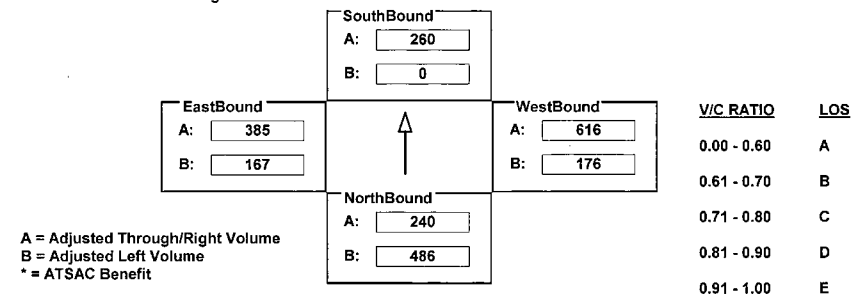 SouthBound
A: 260
B: 0
EastBound
A: 385
B: 167
WestBound
A: 616
B: 176
NorthBound
A: 240
B: 486
A = Adjusted Through/Right Volume
B = Adjusted Left Volume
* = ATSAC Benefit
V/C RATIO LOS
0.00 - 0.60 A
0.61 - 0.70 B
0.71 - 0.80 C
0.81 - 0.90 D
0.91 - 1.00 E